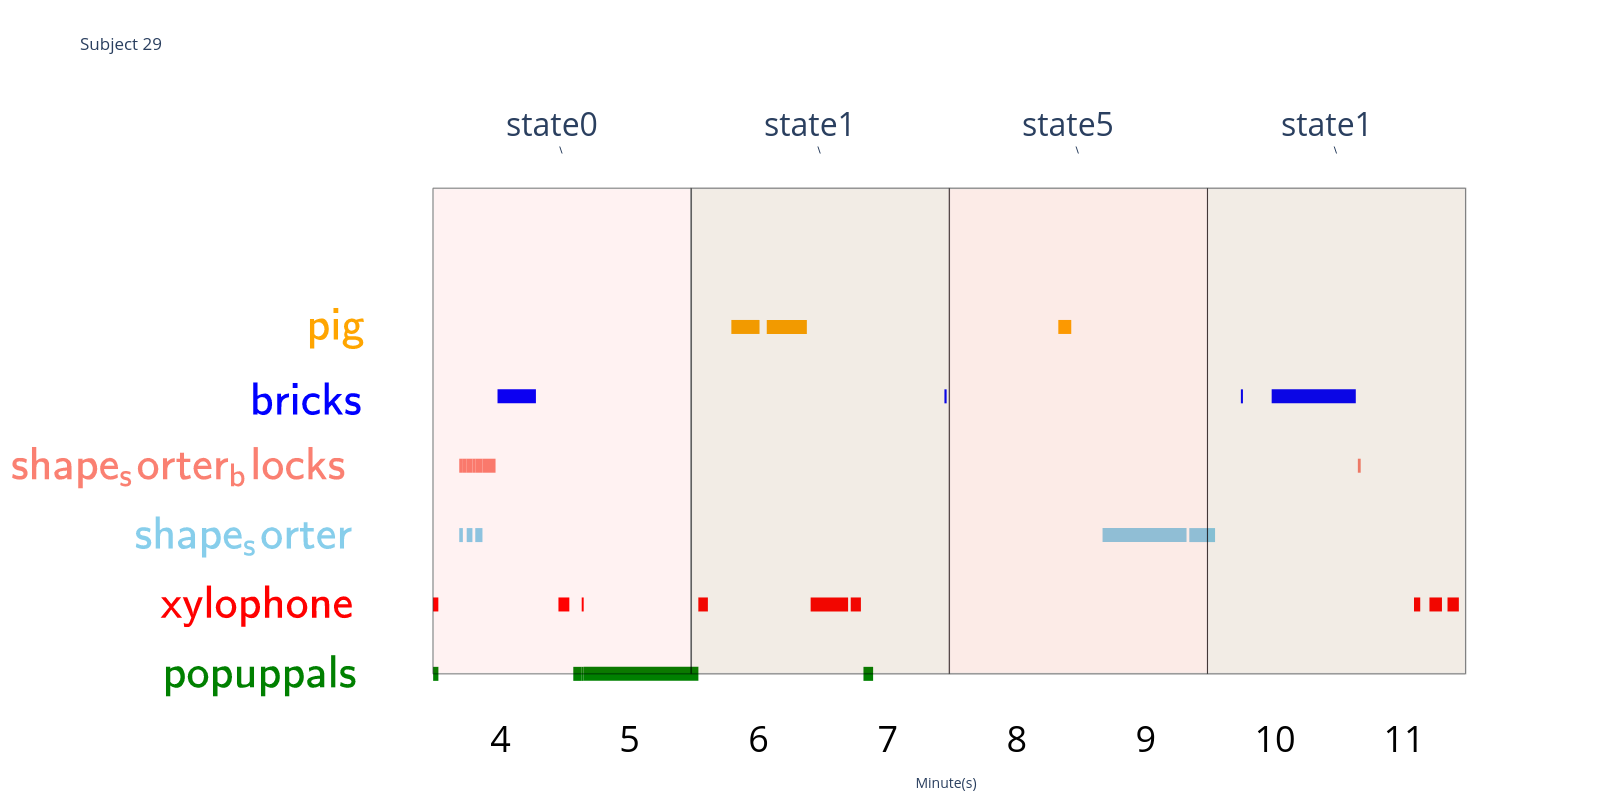 Subject 29
state0 state1 state5 state1
pig
bricks
shapesorterblocks
shapesorter
xylophone
popuppals
4 5 6 7 8 9 10 11
Minute(s)